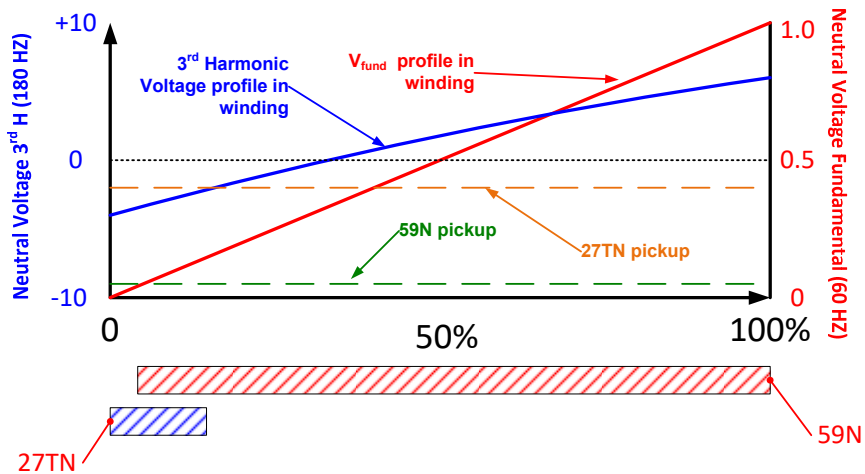 +10
1.0
3rd Harmonic
Voltage profile in
winding
Vfund profile in
winding
Neutral Voltage 3rd H (180 HZ)
Neutral Voltage Fundamental (60 HZ)
0
0.5
59N pickup
27TN pickup
-10
0
0
50%
100%
59N
27TN